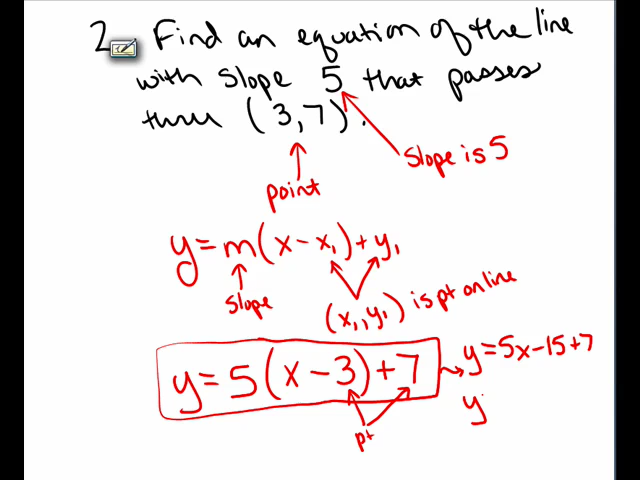 2. Find an equation of the line
with slope 5 that passes
thru (3,7).
slope is 5
point
y=m(x-x₁)+y₁
slope
(x₁,y₁) is pt on line
y=5(x-3)+7
y=5x-15+7
pt
y